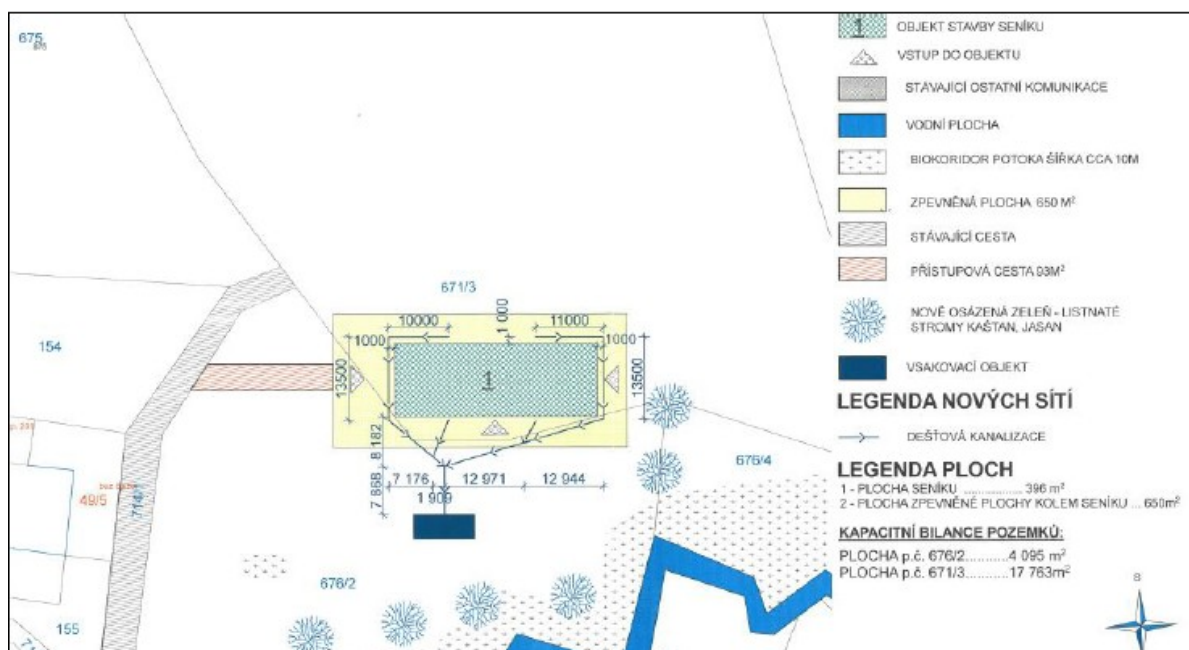 675
671/3
154
10000
1 000
11000
1000
1000
13500
1
13500
8 182
7 868
7 176
12 971
12 944
1 909
676/4
49/5
714/1
676/2
155
1 OBJEKT STAVBY SENÍKU
VSTUP DO OBJEKTU
STÁVAJÍCÍ OSTATNÍ KOMUNIKACE
VODNÍ PLOCHA
BIOKORIDOR POTOKA ŠÍŘKA CCA 10M
ZPEVNĚNÁ PLOCHA 650 M²
STÁVAJÍCÍ CESTA
PŘÍSTUPOVÁ CESTA 93M²
NOVĚ OSÁZENÁ ZELEŇ - LISTNATÉ
STROMY KAŠTAN, JASAN
VSAKOVACÍ OBJEKT
LEGENDA NOVÝCH SÍTÍ
DEŠŤOVÁ KANALIZACE
LEGENDA PLOCH
1 - PLOCHA SENÍKU .............. 396 m²
2 - PLOCHA ZPEVNĚNÉ PLOCHY KOLEM SENÍKU ... 650m²
KAPACITNÍ BILANCE POZEMKŮ:
PLOCHA p.č. 676/2..........4 095 m²
PLOCHA p.č. 671/3..........17 763m²